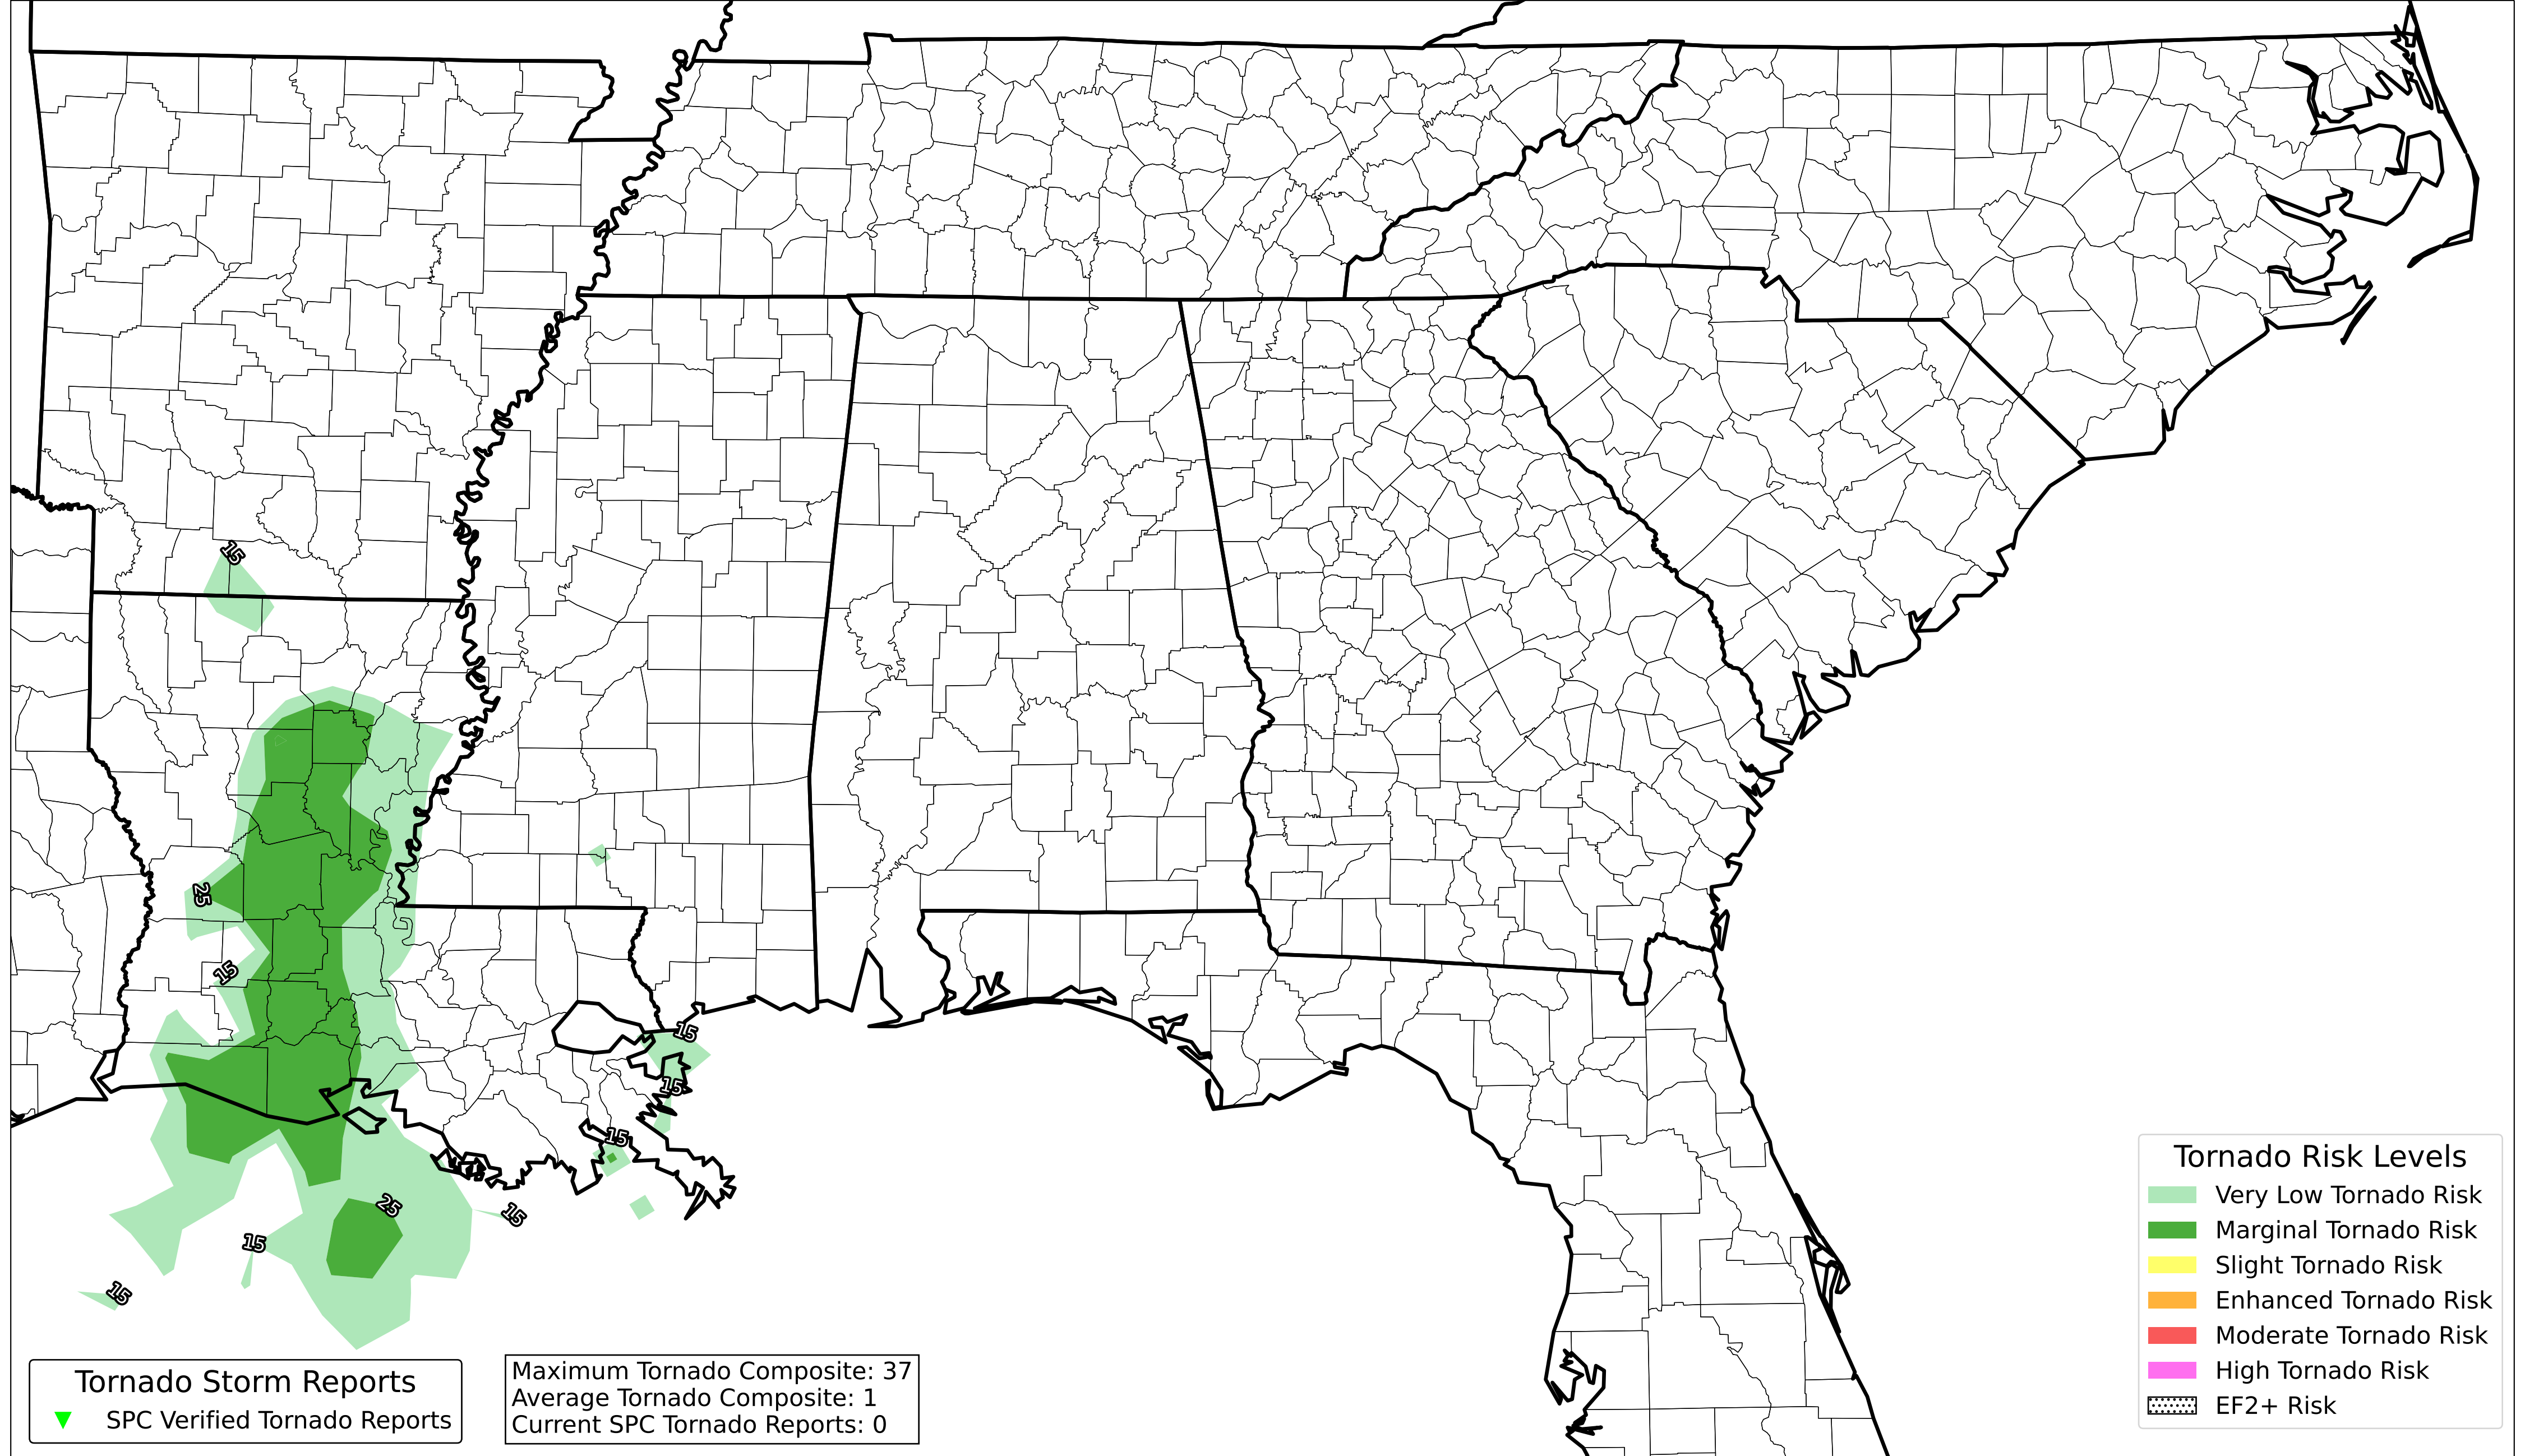 15
25
15
15
15
15
25
15
15
15
Tornado Risk Levels
Very Low Tornado Risk
Marginal Tornado Risk
Slight Tornado Risk
Enhanced Tornado Risk
Moderate Tornado Risk
High Tornado Risk
EF2+ Risk
Tornado Storm Reports
SPC Verified Tornado Reports
Maximum Tornado Composite: 37
Average Tornado Composite: 1
Current SPC Tornado Reports: 0